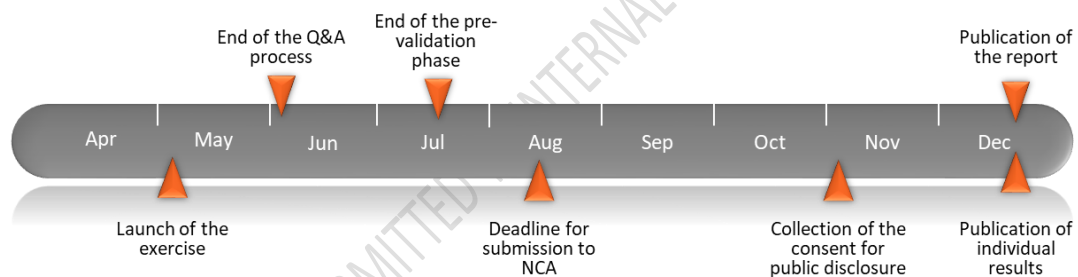 End of the Q&A
process
End of the pre-
validation
phase
Publication of
the report
Apr
May
Jun
Jul
Aug
Sep
Oct
Nov
Dec
Launch of the
exercise
Deadline for
submission to
NCA
Collection of the
consent for
public disclosure
Publication of
individual
results